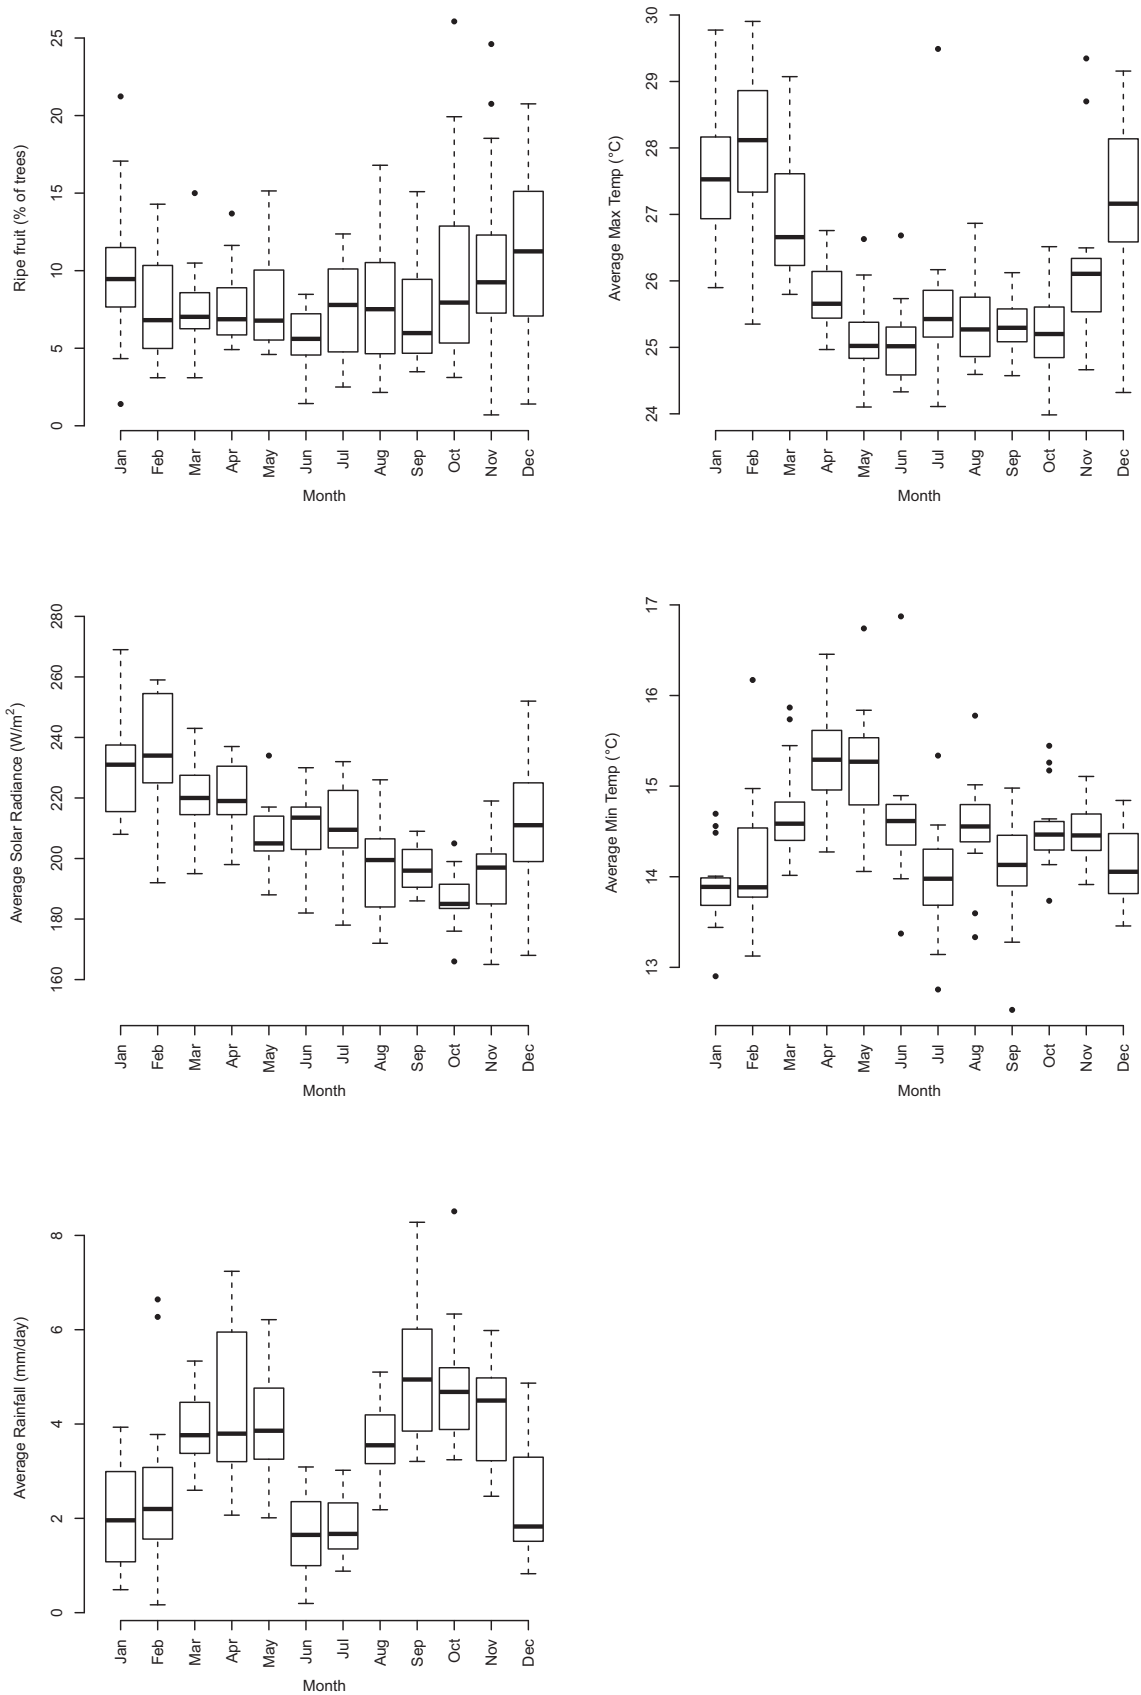 Ripe fruit (% of trees)
25
20
15
10
5
0
Jan Feb Mar Apr May Jun Jul Aug Sep Oct Nov Dec
Month
Average Max Temp (°C)
30
29
28
27
26
25
24
Jan Feb Mar Apr May Jun Jul Aug Sep Oct Nov Dec
Month
Average Solar Radiance (W/m²)
280
260
240
220
200
180
160
Jan Feb Mar Apr May Jun Jul Aug Sep Oct Nov Dec
Month
Average Min Temp (°C)
17
16
15
14
13
Jan Feb Mar Apr May Jun Jul Aug Sep Oct Nov Dec
Month
Average Rainfall (mm/day)
8
6
4
2
0
Jan Feb Mar Apr May Jun Jul Aug Sep Oct Nov Dec
Month